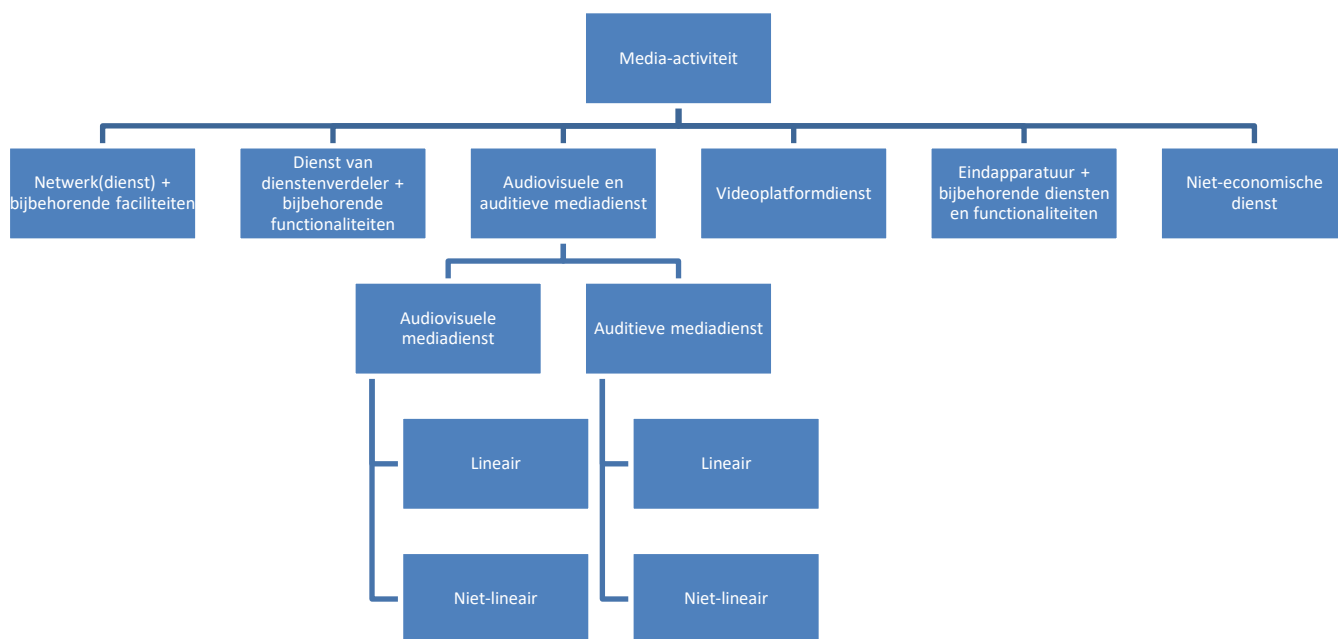 Media-activiteit
Netwerk(dienst) +
bijbehorende faciliteiten
Dienst van
dienstenverdeler +
bijbehorende
functionaliteiten
Audiovisuele en
auditieve mediadienst
Videoplatformdienst
Eindapparatuur +
bijbehorende diensten
en functionaliteiten
Niet-economische
dienst
Audiovisuele
mediadienst
Auditieve mediadienst
Lineair
Lineair
Niet-lineair
Niet-lineair